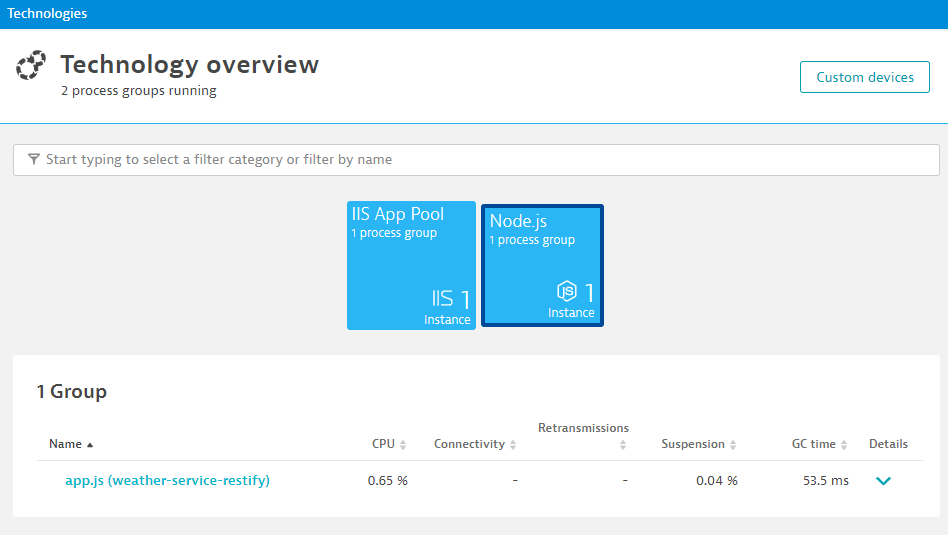 Technologies
Technology overview
2 process groups running
Custom devices
Start typing to select a filter category or filter by name
IIS App Pool
1 process group
IIS 1
Instance
Node.js
1 process group
JS 1
Instance
1 Group
Name CPU Connectivity Retransmissions Suspension GC time Details
app.js (weather-service-restify) 0.65 % - - 0.04 % 53.5 ms